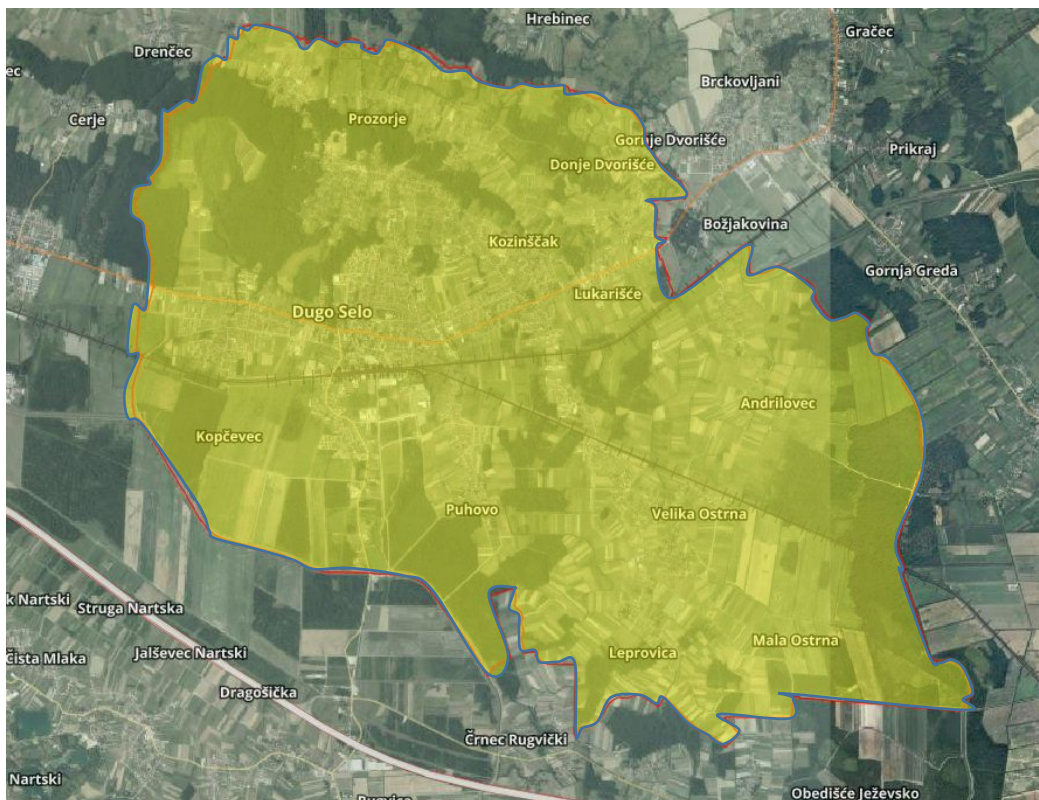 Hrebinec
Gračec
Drenčec
ec
Brckovljani
Cerje
Prozorje
Gornje Dvorišće
Prikraj
Donje Dvorišće
Božjakovina
Kozinščak
Gornja Greda
Lukarišće
Dugo Selo
Andrilovec
Kopčevec
Puhovo
Velika Ostrna
k Nartski
Struga Nartska
Mala Ostrna
Čista Mlaka
Jalševec Nartski
Leprovica
Dragošička
Črnec Rugvički
Nartski
Obedišće Ježevsko
Rugvica